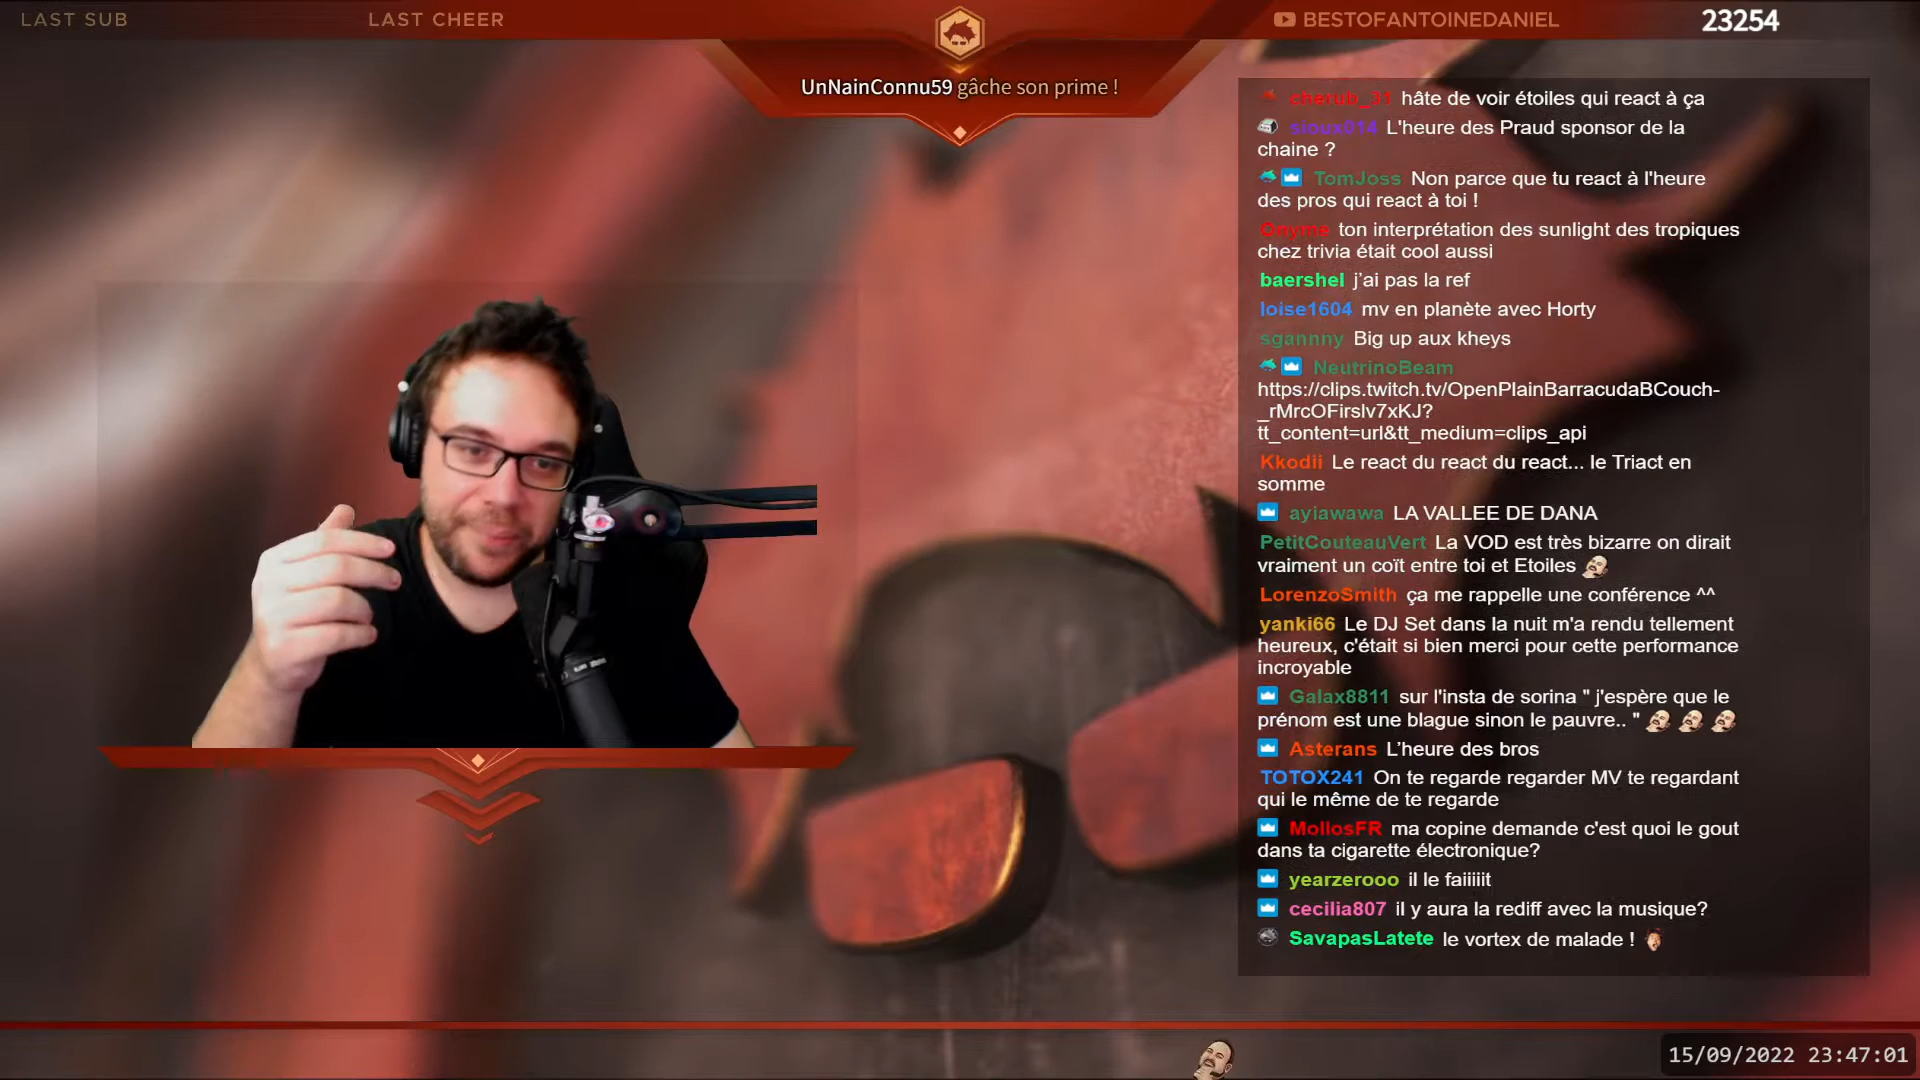 LAST SUB
LAST CHEER
BESTOFANTOINEDANIEL
23254
UnNainConnu59 gâche son prime !
cherub_31 hâte de voir étoiles qui react à ça
sioux014 L'heure des Praud sponsor de la
chaine ?
TomJoss Non parce que tu react à l'heure
des pros qui react à toi !
Onyme ton interprétation des sunlight des tropiques
chez trivia était cool aussi
baershel j'ai pas la ref
loise1604 mv en planète avec Horty
sgannny Big up aux kheys
NeutrinoBeam
https://clips.twitch.tv/OpenPlainBarracudaBCouch-
_rMrcOFirslv7xKJ?
tt_content=url&tt_medium=clips_api
Kkodii Le react du react du react... le Triact en
somme
ayiawawa LA VALLEE DE DANA
PetitCouteauVert La VOD est très bizarre on dirait
vraiment un coït entre toi et Etoiles
LorenzoSmith ça me rappelle une conférence ^^
yanki66 Le DJ Set dans la nuit m'a rendu tellement
heureux, c'était si bien merci pour cette performance
incroyable
Galax8811 sur l'insta de sorina " j'espère que le
prénom est une blague sinon le pauvre.. "
Asterans L'heure des bros
TOTOX241 On te regarde regarder MV te regardant
qui le même de te regarde
MollosFR ma copine demande c'est quoi le gout
dans ta cigarette électronique?
yearzerooo il le faiiiiit
cecilia807 il y aura la rediff avec la musique?
SavapasLatete le vortex de malade !
15/09/2022 23:47:01